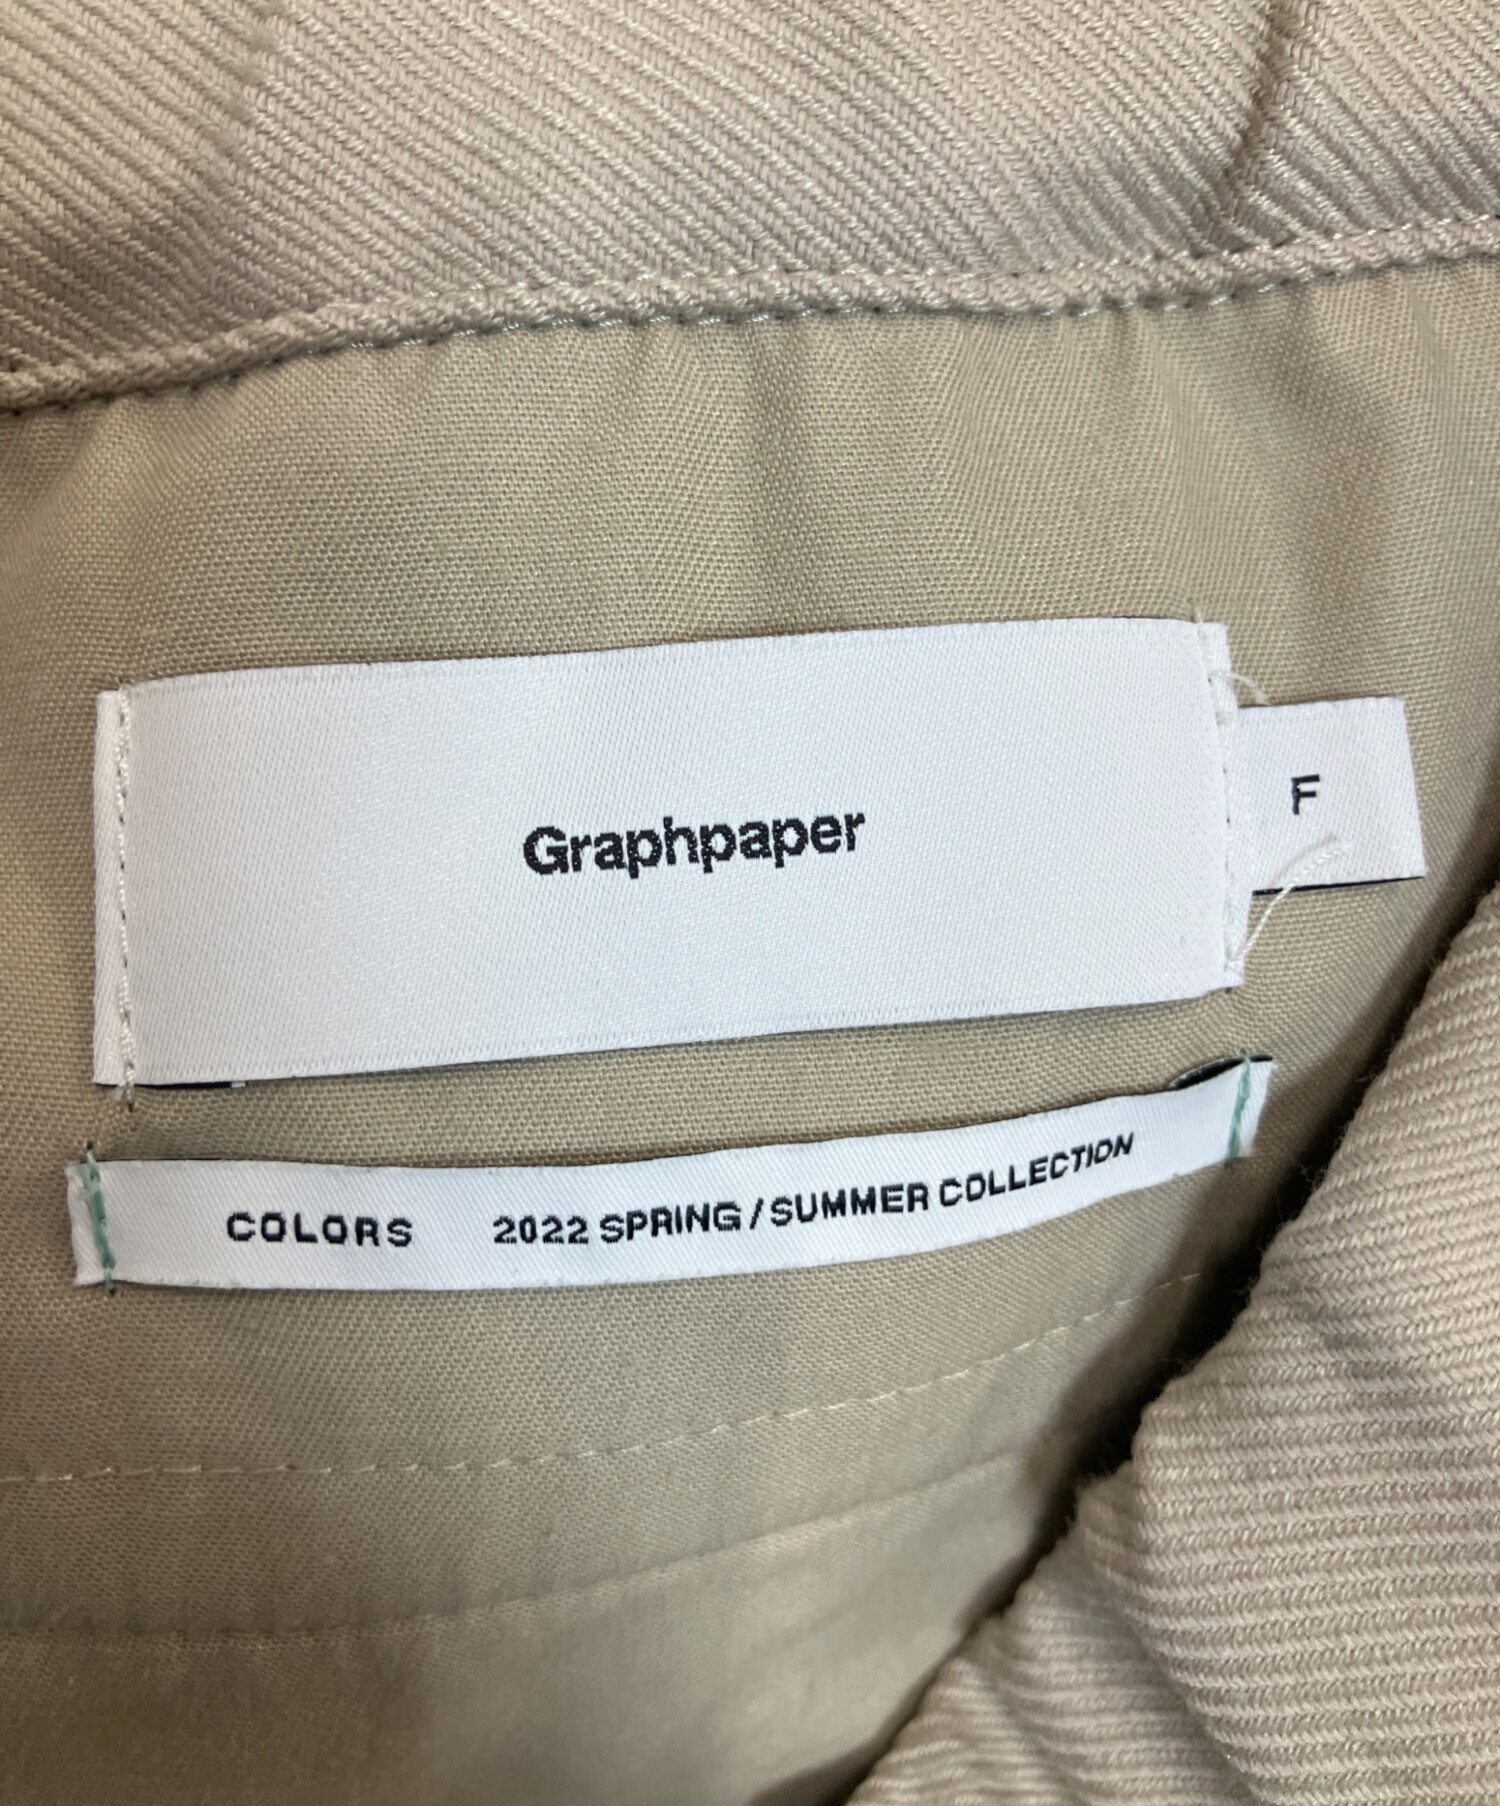 Graphpaper
F
COLORS 2022 SPRING/SUMMER COLLECTION